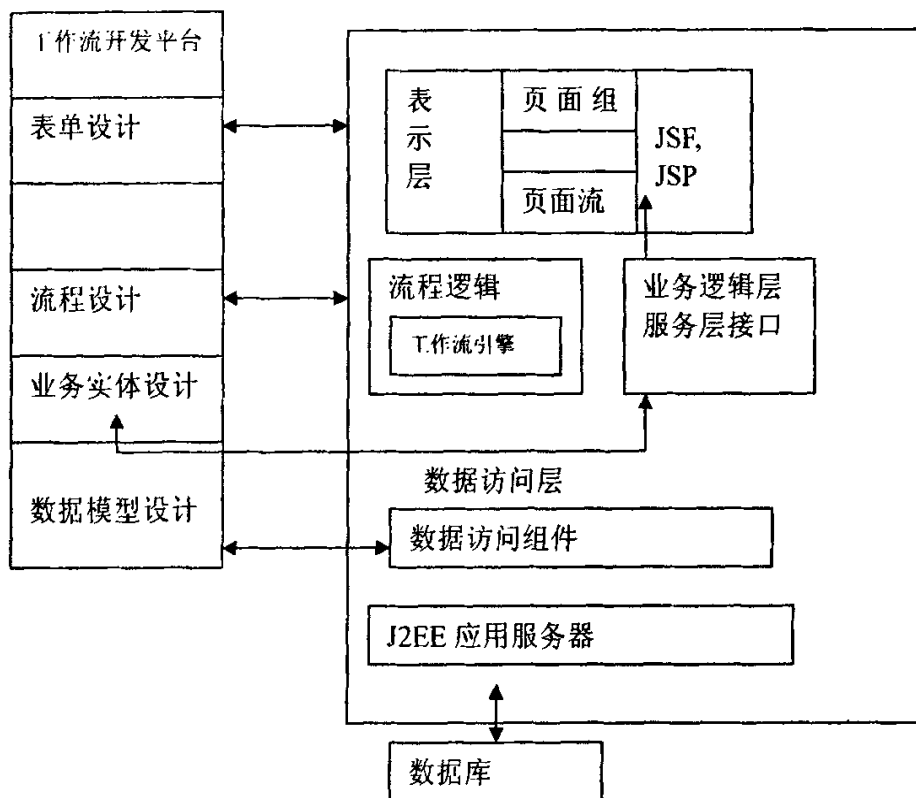 工作流开发平台
表单设计
流程设计
业务实体设计
数据模型设计
表
示
层
页面组
页面流
JSF,
JSP
流程逻辑
工作流引擎
业务逻辑层
服务层接口
数据访问层
数据访问组件
J2EE 应用服务器
数据库